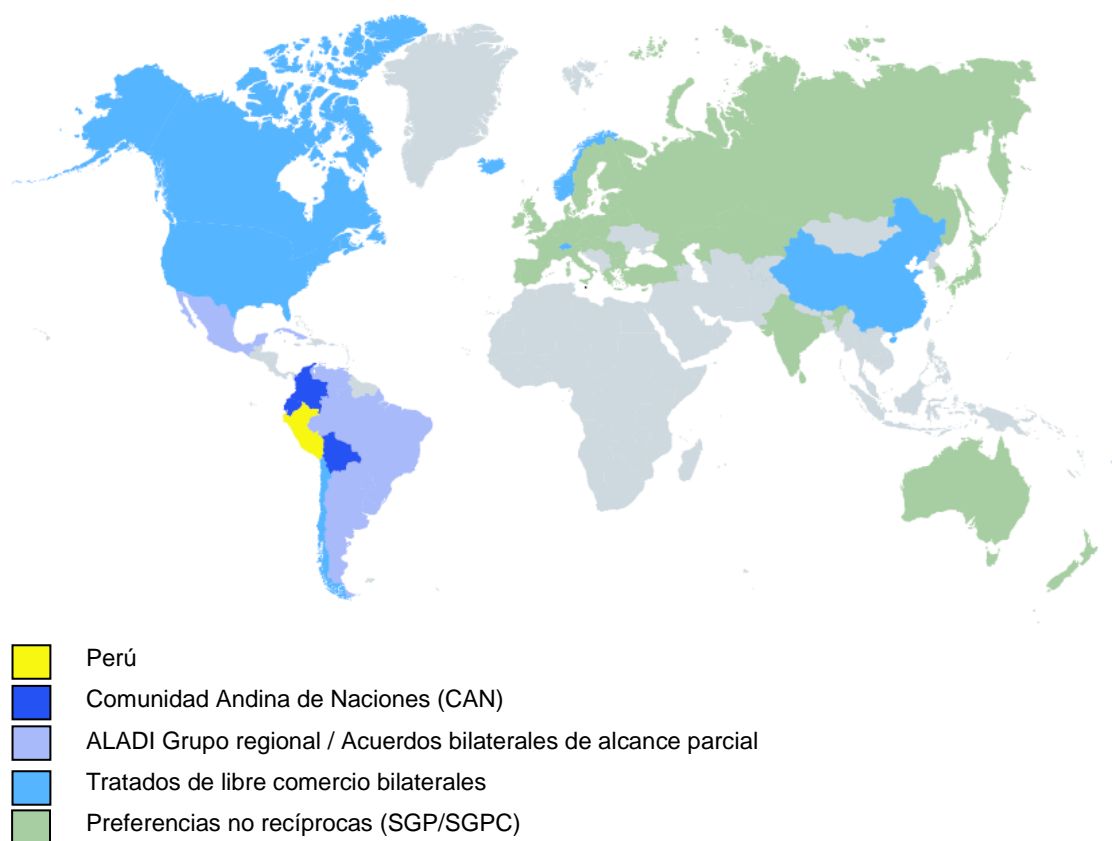 Perú
Comunidad Andina de Naciones (CAN)
ALADI Grupo regional / Acuerdos bilaterales de alcance parcial
Tratados de libre comercio bilaterales
Preferencias no recíprocas (SGP/SGPC)